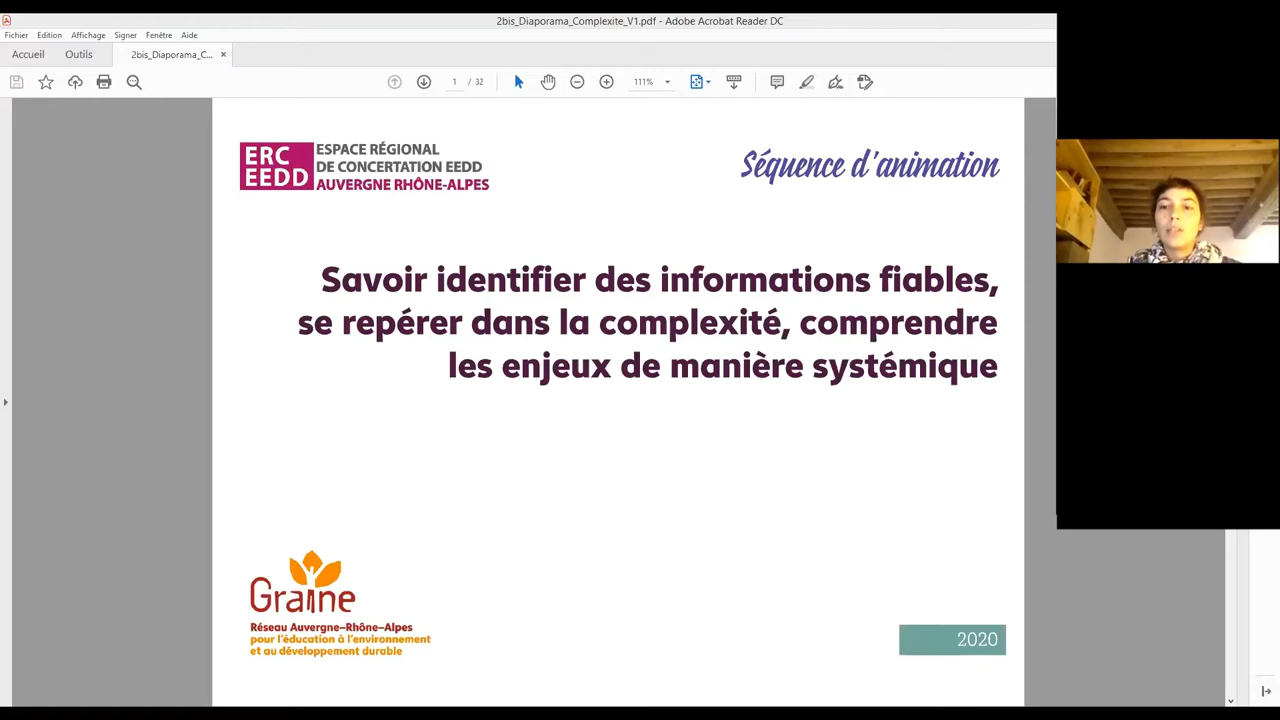 2bis_Diaporama_Complexite_V1.pdf - Adobe Acrobat Reader DC
Fichier Edition Affichage Signer Fenêtre Aide
Accueil Outils 2bis_Diaporama_C... ×
1 / 32 111%
ERC EEDD
ESPACE RÉGIONAL
DE CONCERTATION EEDD
AUVERGNE RHÔNE-ALPES
Séquence d'animation
Savoir identifier des informations fiables,
se repérer dans la complexité, comprendre
les enjeux de manière systémique
Graine
Réseau Auvergne–Rhône–Alpes
pour l'éducation à l'environnement
et au développement durable
2020